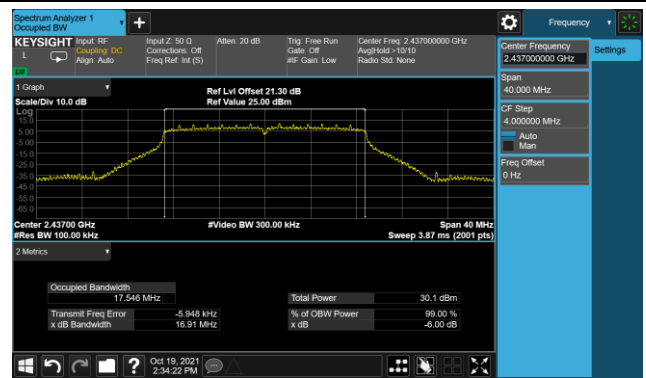 Spectrum Analyzer 1
Occupied BW
Frequency
KEYSIGHT
L
Input: RF
Coupling: DC
Align: Auto
Input Z: 50 Ω
Corrections: Off
Freq Ref: Int (S)
Atten: 20 dB
Trig: Free Run
Gate: Off
#IF Gain: Low
Center Freq: 2.437000000 GHz
Avg|Hold:>10/10
Radio Std: None
Center Frequency
2.437000000 GHz
Settings
Span
40.000 MHz
CF Step
4.000000 MHz
Auto
Man
Freq Offset
0 Hz
1 Graph
Scale/Div 10.0 dB
Ref Lvl Offset 21.30 dB
Ref Value 25.00 dBm
Log
15.0
5.00
-5.00
-15.0
-25.0
-35.0
-45.0
-55.0
-65.0
Center 2.43700 GHz
#Res BW 100.00 kHz
#Video BW 300.00 kHz
Span 40 MHz
Sweep 3.87 ms (2001 pts)
2 Metrics
Occupied Bandwidth
17.546 MHz
Transmit Freq Error -5.948 kHz
x dB Bandwidth 16.91 MHz
Total Power 30.1 dBm
% of OBW Power 99.00 %
x dB -6.00 dB
?
Oct 19, 2021
2:34:22 PM